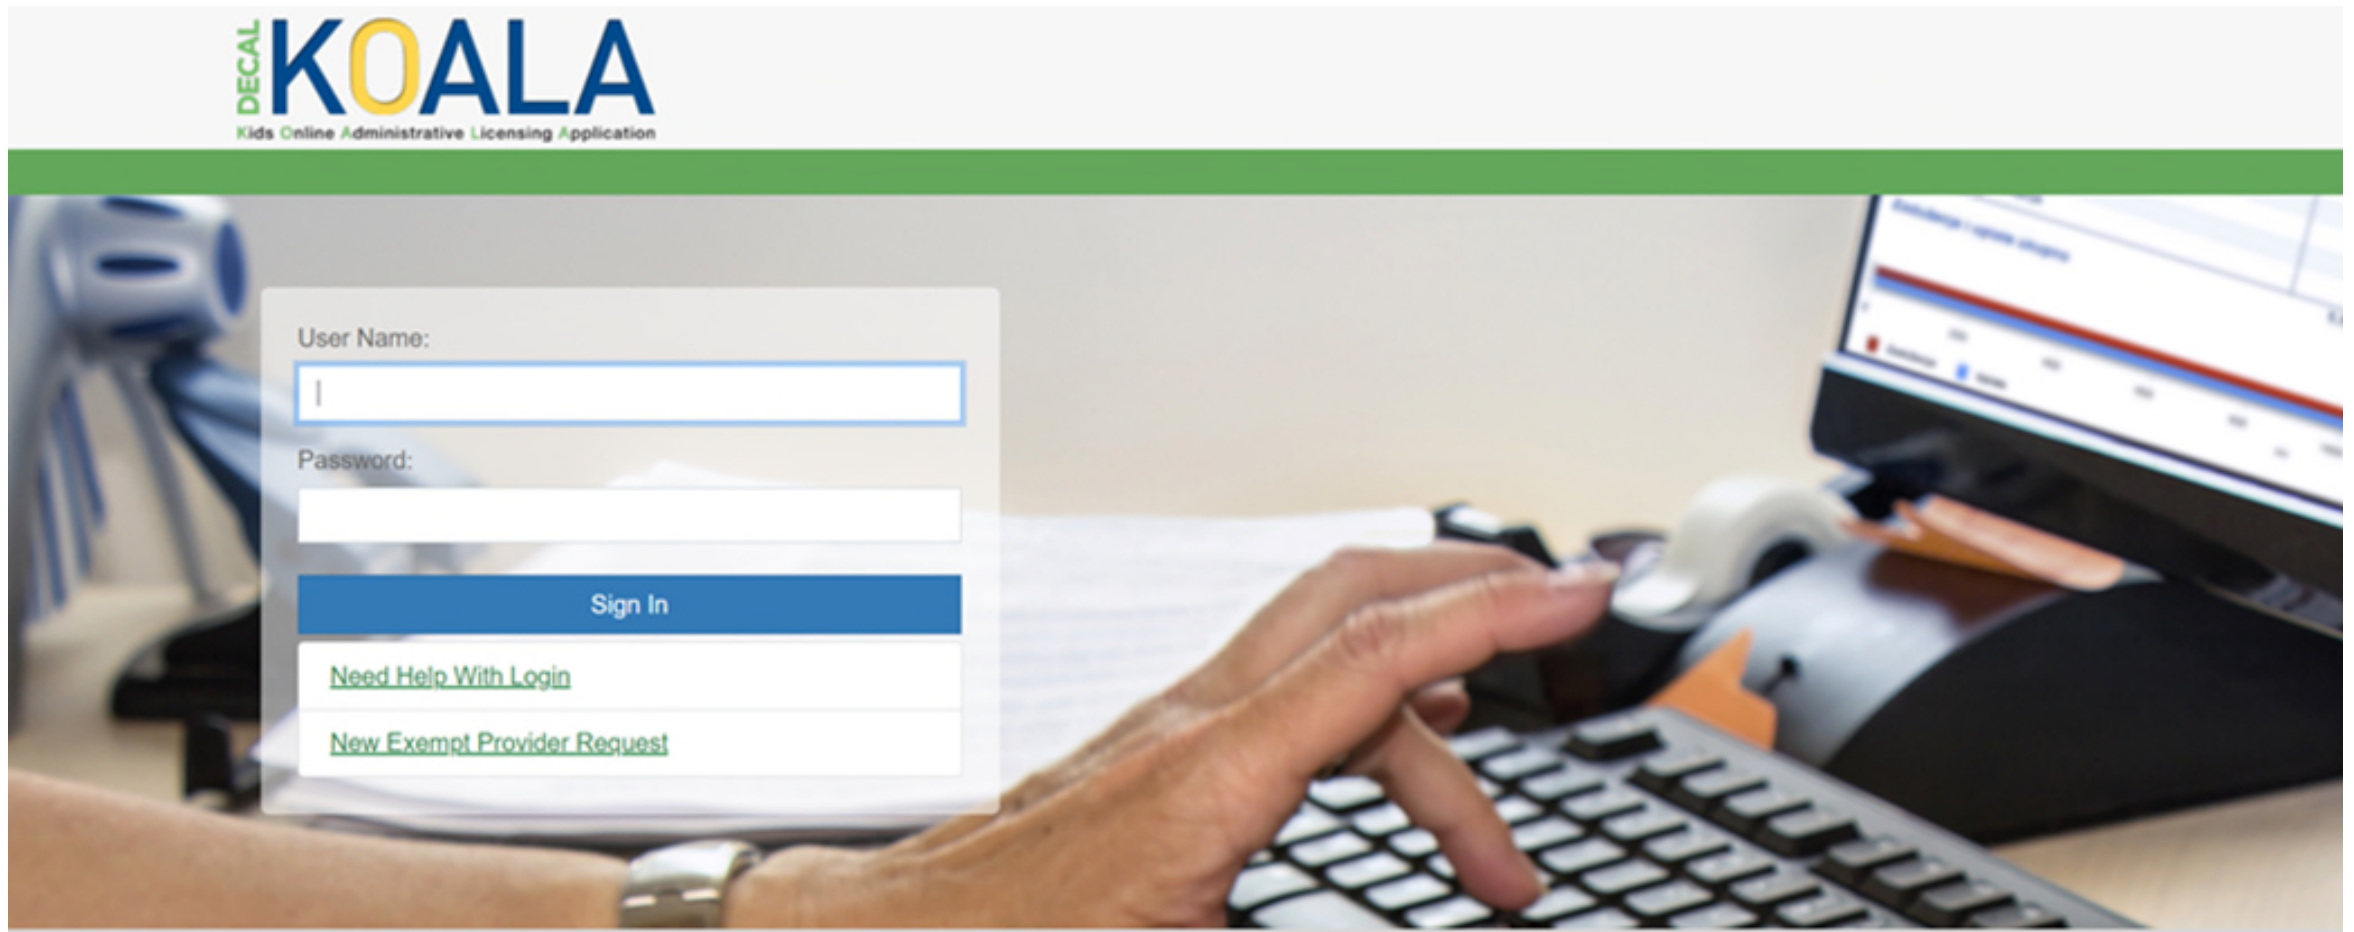 DECAL
KOALA
Kids Online Administrative Licensing Application
User Name:
Password:
Sign In
Need Help With Login
New Exempt Provider Request